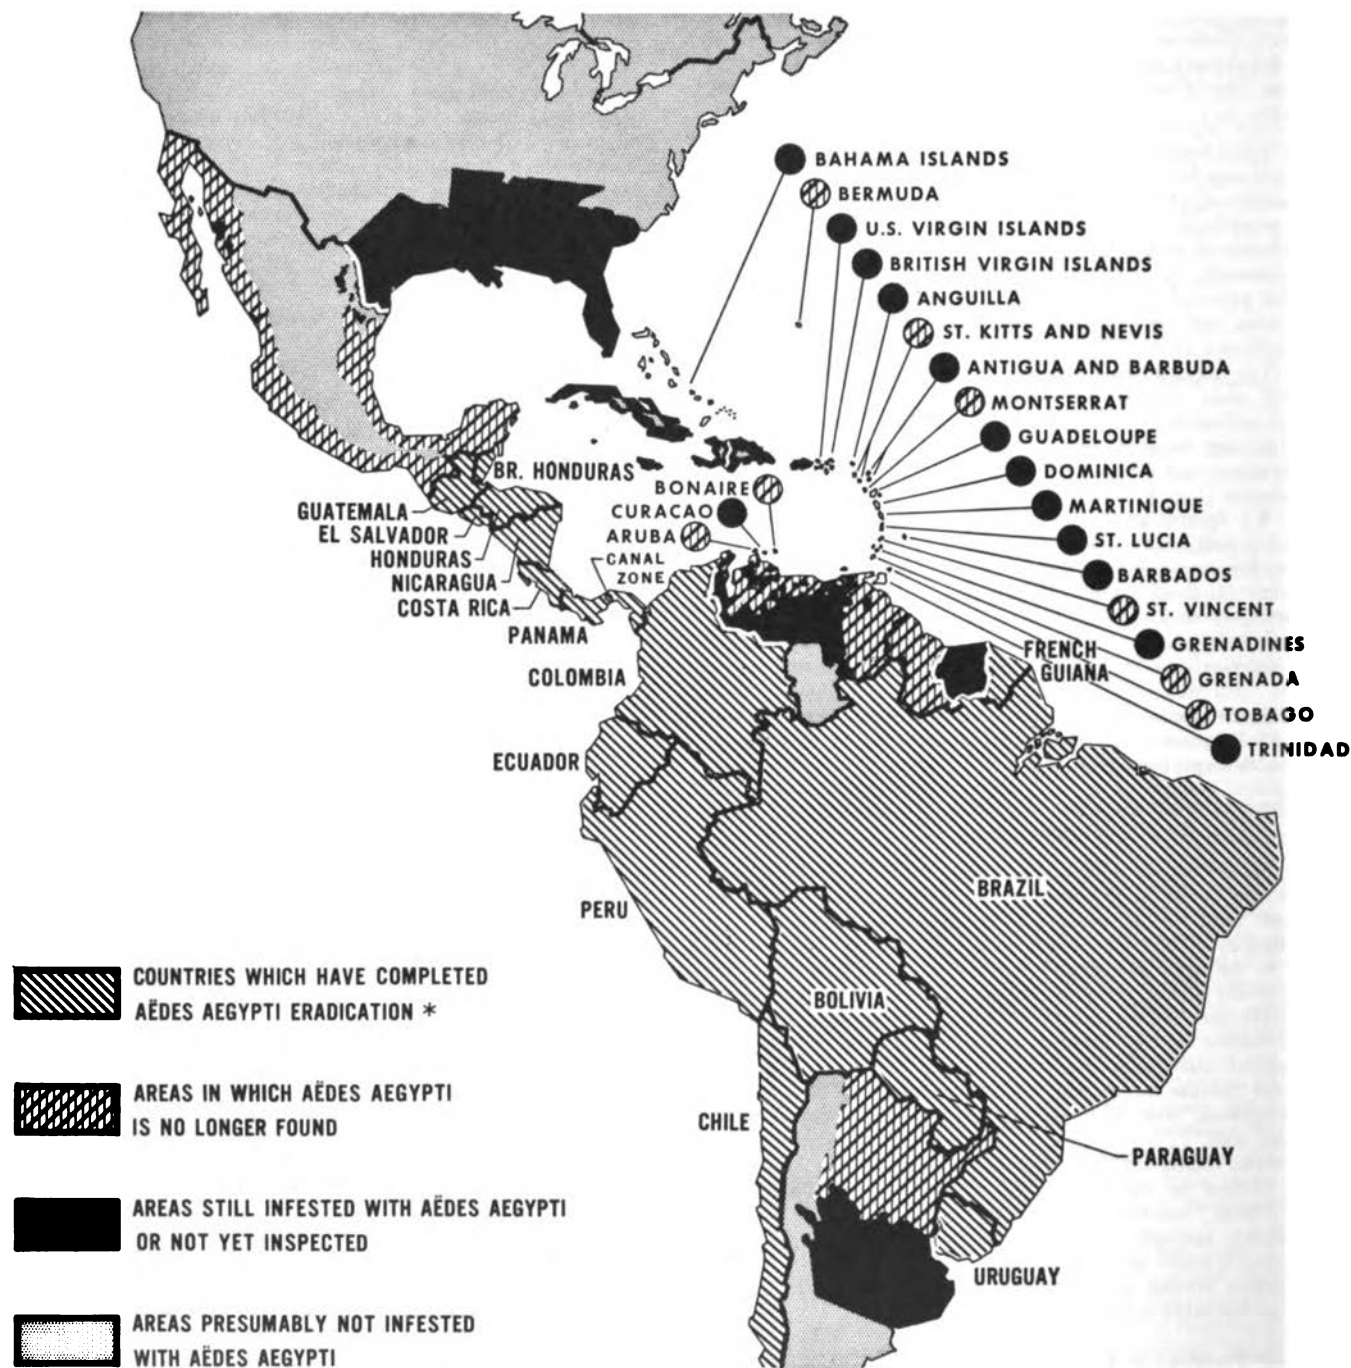 BAHAMA ISLANDS
BERMUDA
U.S. VIRGIN ISLANDS
BRITISH VIRGIN ISLANDS
ANGUILLA
ST. KITTS AND NEVIS
ANTIGUA AND BARBUDA
MONTSERRAT
GUADELOUPE
DOMINICA
MARTINIQUE
ST. LUCIA
BARBADOS
ST. VINCENT
GRENADINES
GRENADA
TOBAGO
TRINIDAD
BR. HONDURAS
BONAIRE
CURACAO
ARUBA
CANAL
ZONE
GUATEMALA
EL SALVADOR
HONDURAS
NICARAGUA
COSTA RICA
PANAMA
COLOMBIA
FRENCH
GUIANA
ECUADOR
PERU
BRAZIL
BOLIVIA
CHILE
PARAGUAY
URUGUAY
COUNTRIES WHICH HAVE COMPLETED
AËDES AEGYPTI ERADICATION *
AREAS IN WHICH AËDES AEGYPTI
IS NO LONGER FOUND
AREAS STILL INFESTED WITH AËDES AEGYPTI
OR NOT YET INSPECTED
AREAS PRESUMABLY NOT INFESTED
WITH AËDES AEGYPTI